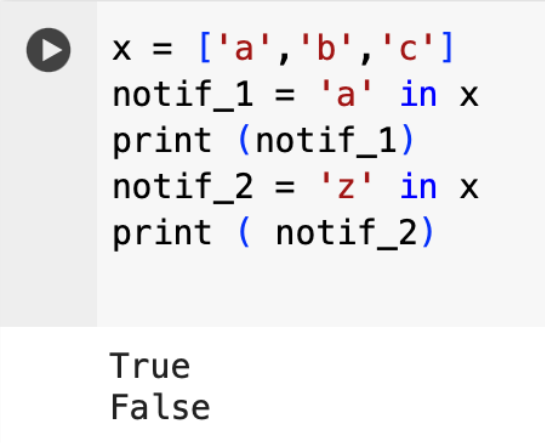 x = ['a','b','c']
notif_1 = 'a' in x
print (notif_1)
notif_2 = 'z' in x
print ( notif_2)
True
False